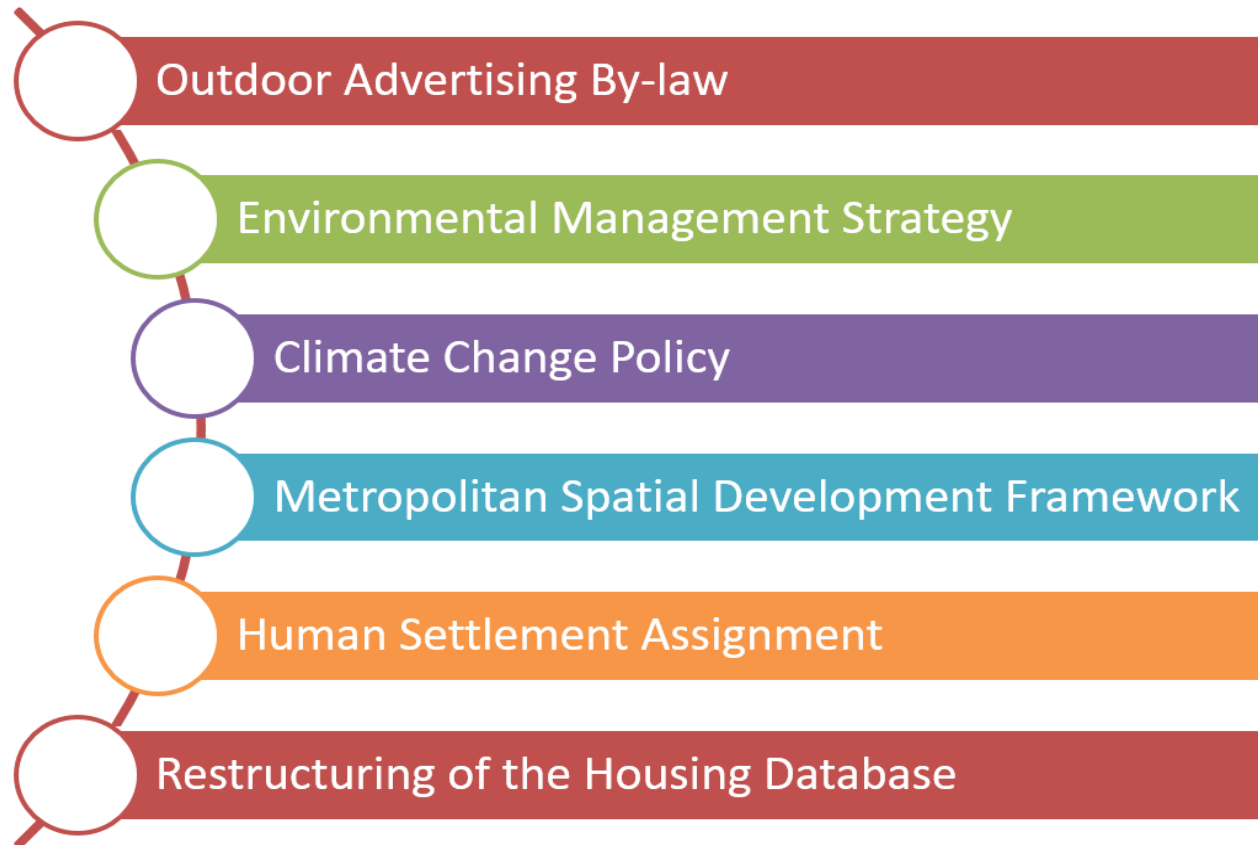 Outdoor Advertising By-law
Environmental Management Strategy
Climate Change Policy
Metropolitan Spatial Development Framework
Human Settlement Assignment
Restructuring of the Housing Database